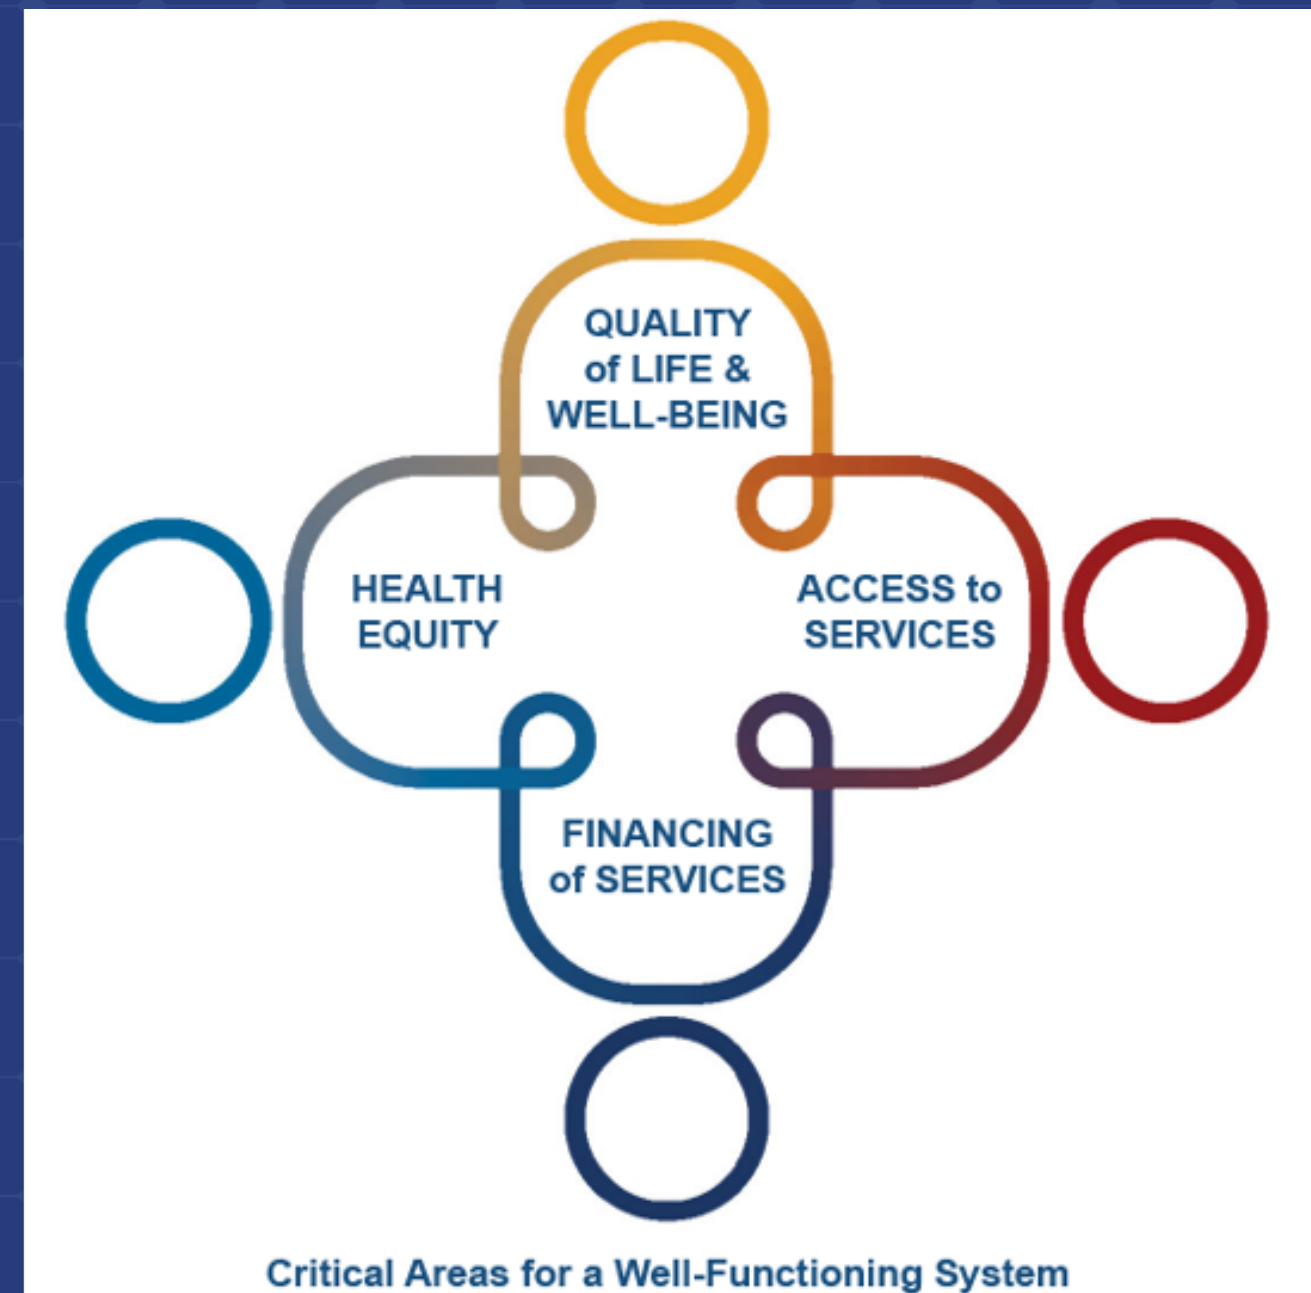 QUALITY
of LIFE &
WELL-BEING
HEALTH
EQUITY
ACCESS to
SERVICES
FINANCING
of SERVICES
Critical Areas for a Well-Functioning System